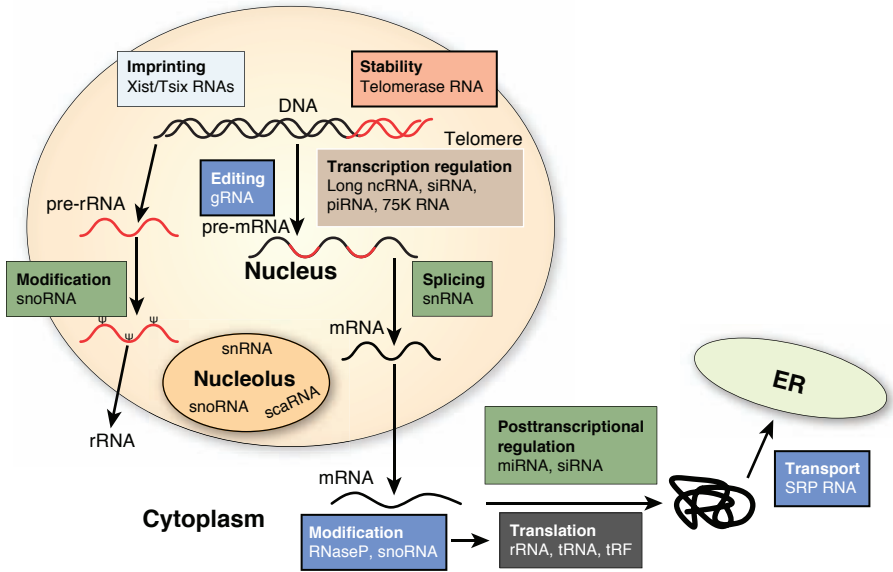 Imprinting
Xist/Tsix RNAs
Stability
Telomerase RNA
DNA
Telomere
Editing
gRNA
Transcription regulation
Long ncRNA, siRNA,
piRNA, 75K RNA
pre-rRNA
pre-mRNA
Nucleus
Modification
snoRNA
Splicing
snRNA
Ψ Ψ Ψ
mRNA
snRNA
Nucleolus
snoRNA
scaRNA
rRNA
ER
Posttranscriptional
regulation
miRNA, siRNA
mRNA
Transport
SRP RNA
Cytoplasm
Modification
RNaseP, snoRNA
Translation
rRNA, tRNA, tRF